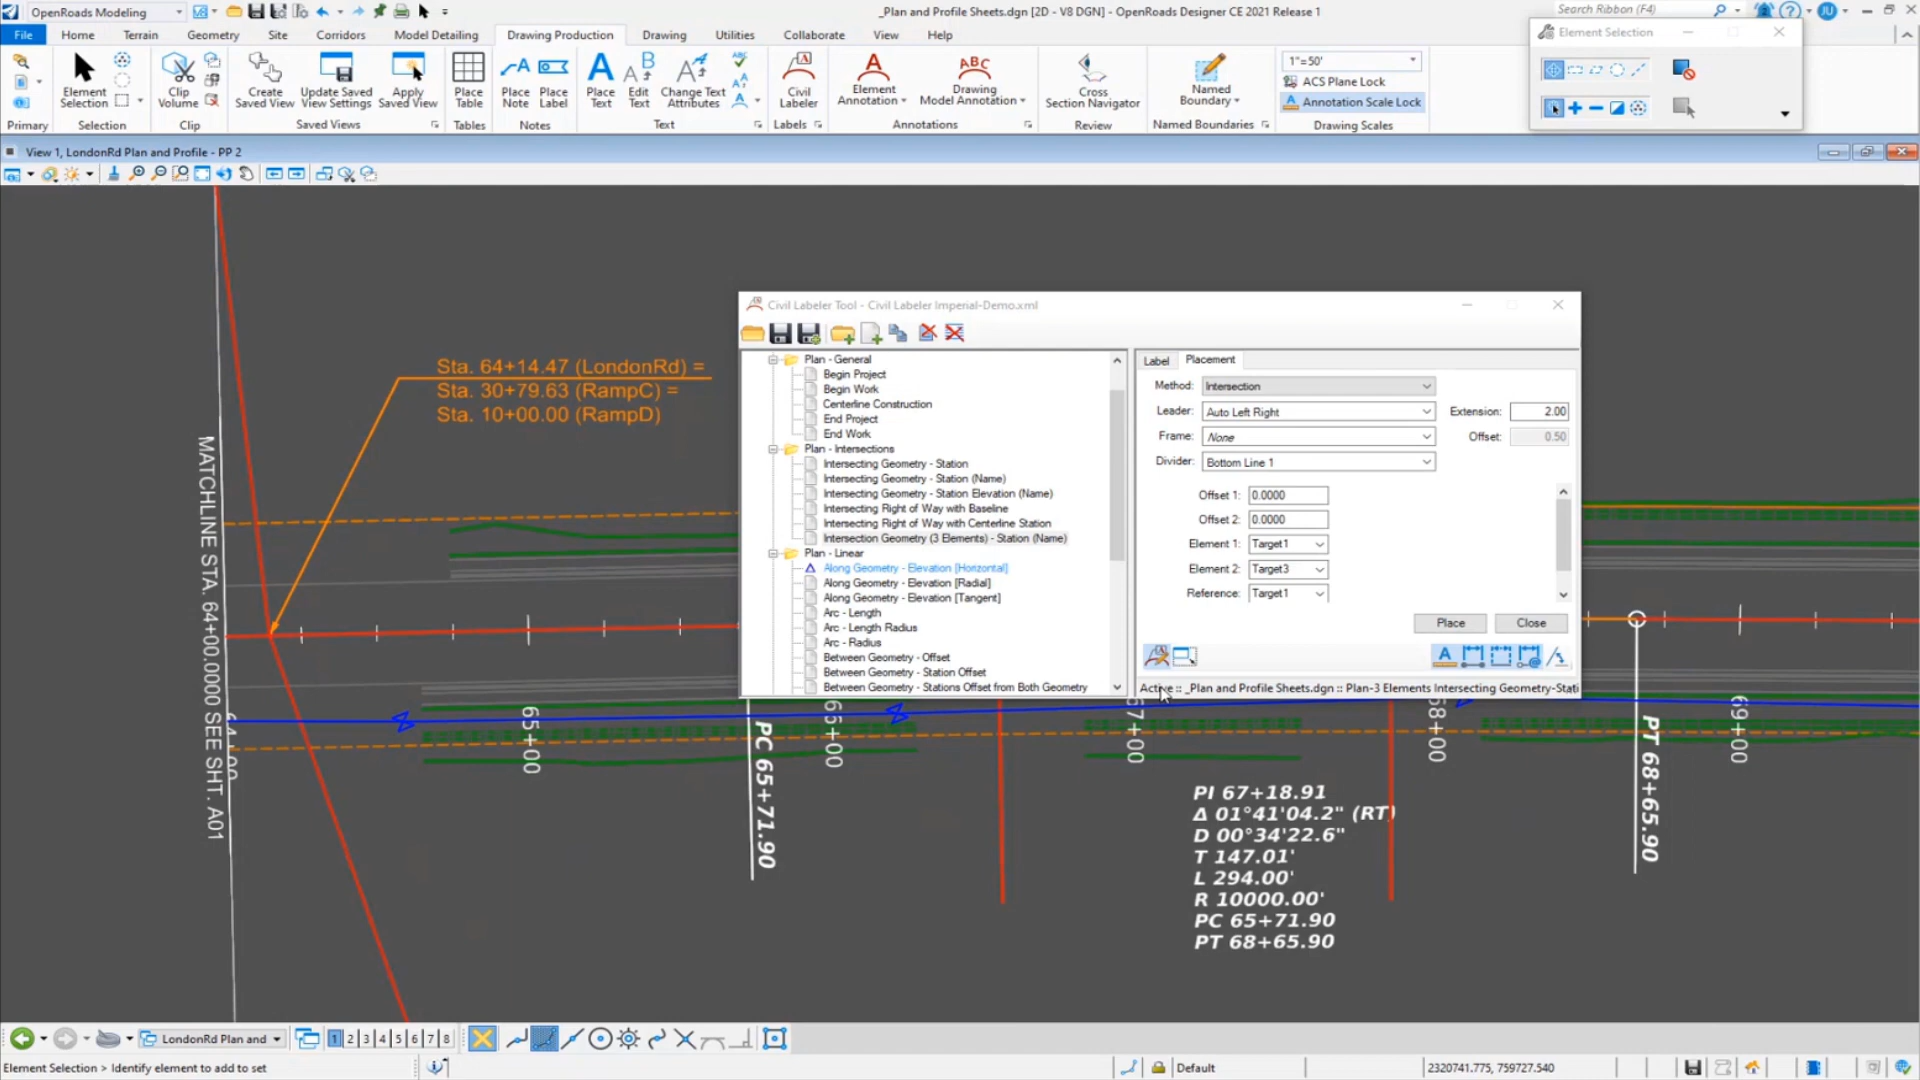 OpenRoads Modeling
_Plan and Profile Sheets.dgn [2D - V8 DGN] - OpenRoads Designer CE 2021 Release 1
Search Ribbon (F4)
JU
File Home Terrain Geometry Site Corridors Model Detailing Drawing Production Drawing Utilities Collaborate View Help
Element Selection
Element
Selection
Clip
Volume
Create
Saved View
Update Saved
View Settings
Apply
Saved View
Place
Table
Place
Note
Place
Label
Place
Text
Edit
Text
Change Text
Attributes
Civil
Labeler
Element
Annotation
Drawing
Model Annotation
Cross
Section Navigator
Named
Boundary
1"=50'
ACS Plane Lock
Annotation Scale Lock
Primary Selection Clip Saved Views Tables Notes Text Labels Annotations Review Named Boundaries Drawing Scales
View 1, LondonRd Plan and Profile - PP 2
Sta. 64+14.47 (LondonRd) =
Sta. 30+79.63 (RampC) =
Sta. 10+00.00 (RampD)
MATCHLINE STA. 64+00.0000 SEE SHT. A01
Civil Labeler Tool - Civil Labeler Imperial-Demo.xml
Plan - General
Begin Project
Begin Work
Centerline Construction
End Project
End Work
Plan - Intersections
Intersecting Geometry - Station
Intersecting Geometry - Station (Name)
Intersecting Geometry - Station Elevation (Name)
Intersecting Right of Way with Baseline
Intersecting Right of Way with Centerline Station
Intersection Geometry (3 Elements) - Station (Name)
Plan - Linear
Along Geometry - Elevation [Horizontal]
Along Geometry - Elevation [Radial]
Along Geometry - Elevation [Tangent]
Arc - Length
Arc - Length Radius
Arc - Radius
Between Geometry - Offset
Between Geometry - Station Offset
Between Geometry - Stations Offset from Both Geometry
Label Placement
Method: Intersection
Leader: Auto Left Right Extension: 2.00
Frame: None Offset: 0.50
Divider: Bottom Line 1
Offset 1: 0.0000
Offset 2: 0.0000
Element 1: Target1
Element 2: Target3
Reference: Target1
Place Close
Active :: _Plan and Profile Sheets.dgn :: Plan-3 Elements Intersecting Geometry-Stati
65+00
PC 65+71.90
68+00
PT 68+65.90
69+00
PI 67+18.91
Δ 01°41'04.2" (RT)
D 00°34'22.6"
T 147.01'
L 294.00'
R 10000.00'
PC 65+71.90
PT 68+65.90
LondonRd Plan and
1 2 3 4 5 6 7 8
Element Selection > Identify element to add to set
Default
2320741.775, 759727.540